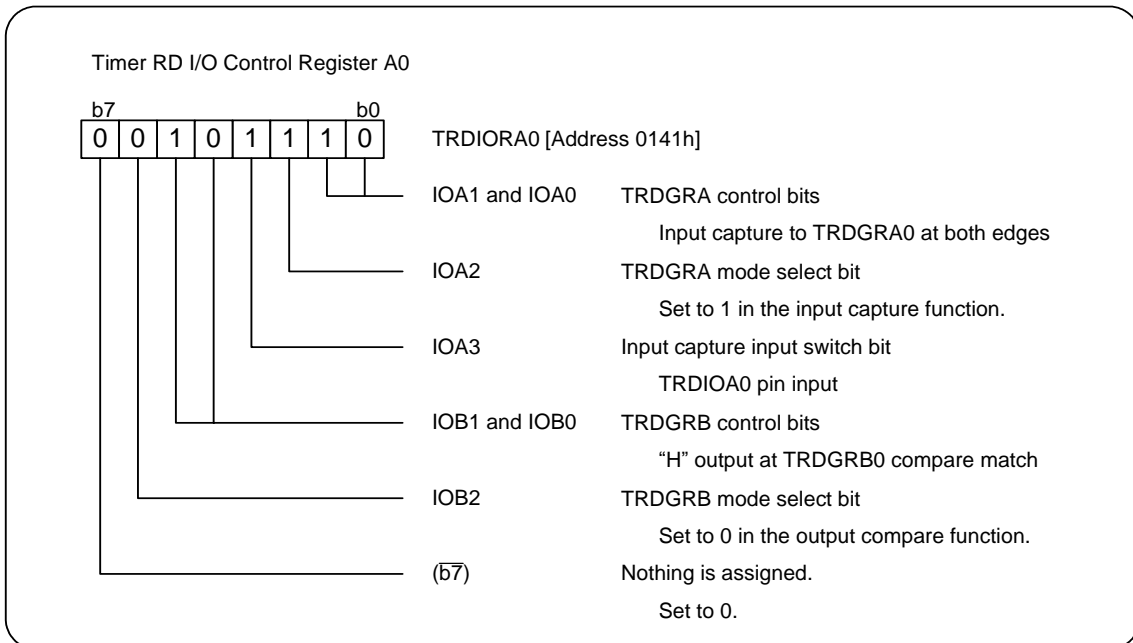 Timer RD I/O Control Register A0
b7 b0
0 0 1 0 1 1 1 0 TRDIORA0 [Address 0141h]
IOA1 and IOA0 TRDGRA control bits
Input capture to TRDGRA0 at both edges
IOA2 TRDGRA mode select bit
Set to 1 in the input capture function.
IOA3 Input capture input switch bit
TRDIOA0 pin input
IOB1 and IOB0 TRDGRB control bits
“H” output at TRDGRB0 compare match
IOB2 TRDGRB mode select bit
Set to 0 in the output compare function.
(b7) Nothing is assigned.
Set to 0.